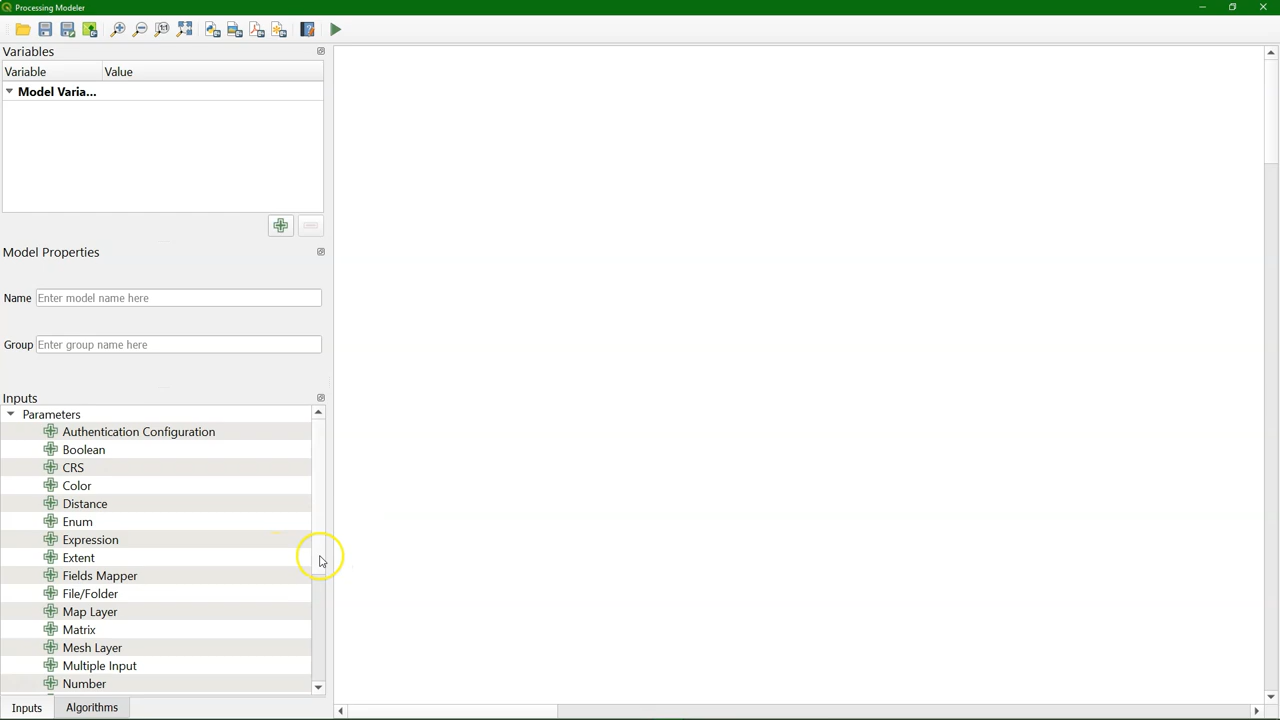 Processing Modeler
Variables
Variable Value
Model Varia...
Model Properties
Name Enter model name here
Group Enter group name here
Inputs
Parameters
Authentication Configuration
Boolean
CRS
Color
Distance
Enum
Expression
Extent
Fields Mapper
File/Folder
Map Layer
Matrix
Mesh Layer
Multiple Input
Number
Inputs Algorithms